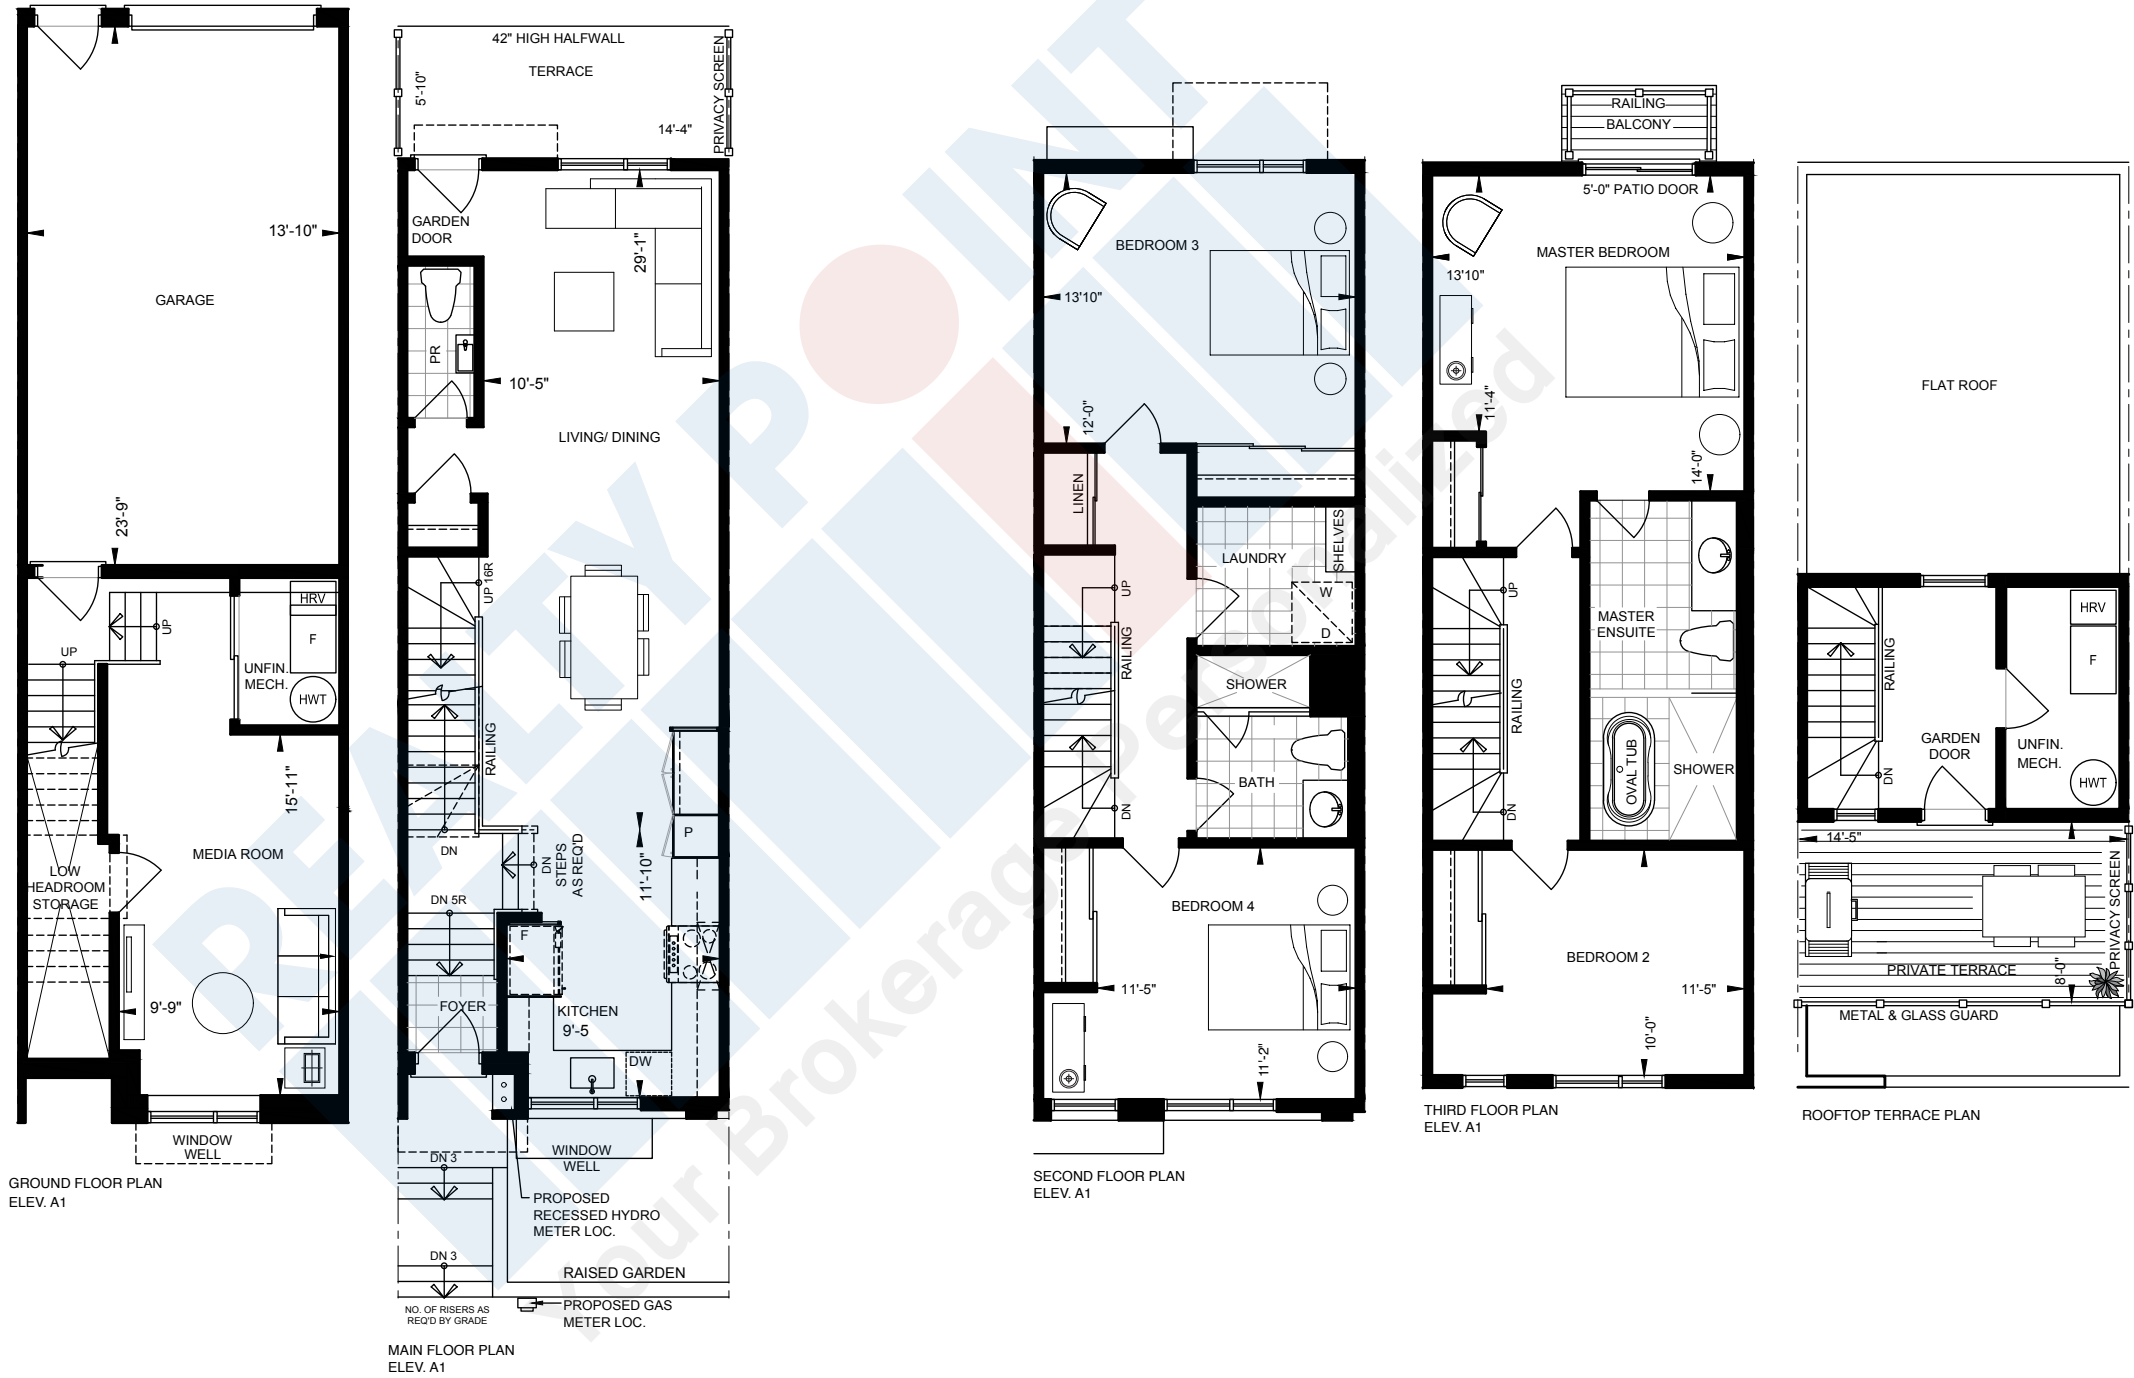 13'-10"
GARAGE
23'-9"
HRV
F
UNFIN.
MECH.
HWT
UP
UP
15'-11"
MEDIA ROOM
LOW
HEADROOM
STORAGE
9'-9"
WINDOW
WELL
GROUND FLOOR PLAN
ELEV. A1
42" HIGH HALFWALL
TERRACE
5'-10"
14'-4"
PRIVACY SCREEN
GARDEN
DOOR
29'-1"
PR
10'-5"
LIVING/ DINING
UP 16R
RAILING
DN
P
DN
STEPS
AS REQ'D
11'-10"
DN 5R
F
FOYER
KITCHEN
9'-5
DW
WINDOW
WELL
DN 3
PROPOSED
RECESSED HYDRO
METER LOC.
DN 3
RAISED GARDEN
NO. OF RISERS AS
REQ'D BY GRADE
PROPOSED GAS
METER LOC.
MAIN FLOOR PLAN
ELEV. A1
BEDROOM 3
13'10"
12'-0"
LINEN
LAUNDRY
SHELVES
W
D
UP
RAILING
SHOWER
BATH
DN
BEDROOM 4
11'-5"
11'-2"
SECOND FLOOR PLAN
ELEV. A1
RAILING
BALCONY
5'-0" PATIO DOOR
MASTER BEDROOM
13'10"
11'-4"
14'-0"
UP
MASTER
ENSUITE
RAILING
OVAL TUB
SHOWER
DN
BEDROOM 2
11'-5"
10'-0"
THIRD FLOOR PLAN
ELEV. A1
FLAT ROOF
HRV
F
RAILING
GARDEN
DOOR
UNFIN.
MECH.
HWT
DN
14'-5"
PRIVACY SCREEN
PRIVATE TERRACE
8'-0"
METAL & GLASS GUARD
ROOFTOP TERRACE PLAN
REALTY POINT
Your Brokerage Personalized